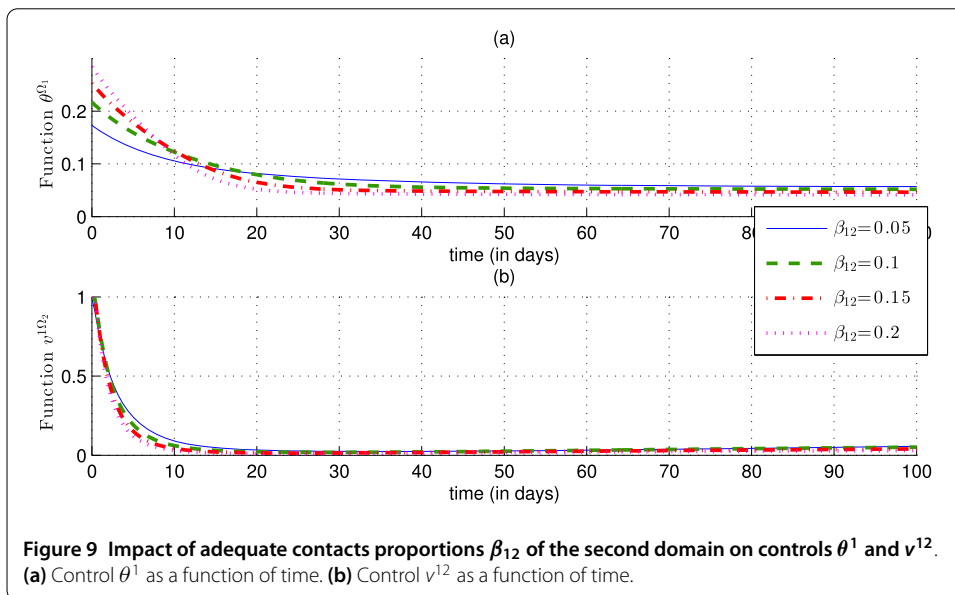 (a)
Function θ^Ω₁
0.2
0.1
0
0 10 20 30 40 50 60 70 80 0
time (in days)
β₁₂=0.05
β₁₂=0.1
β₁₂=0.15
β₁₂=0.2
(b)
Function v^1Ω₂
1
0.5
0
0 10 20 30 40 50 60 70 80 90 100
time (in days)
Figure 9 Impact of adequate contacts proportions β₁₂ of the second domain on controls θ¹ and v¹².
(a) Control θ¹ as a function of time. (b) Control v¹² as a function of time.